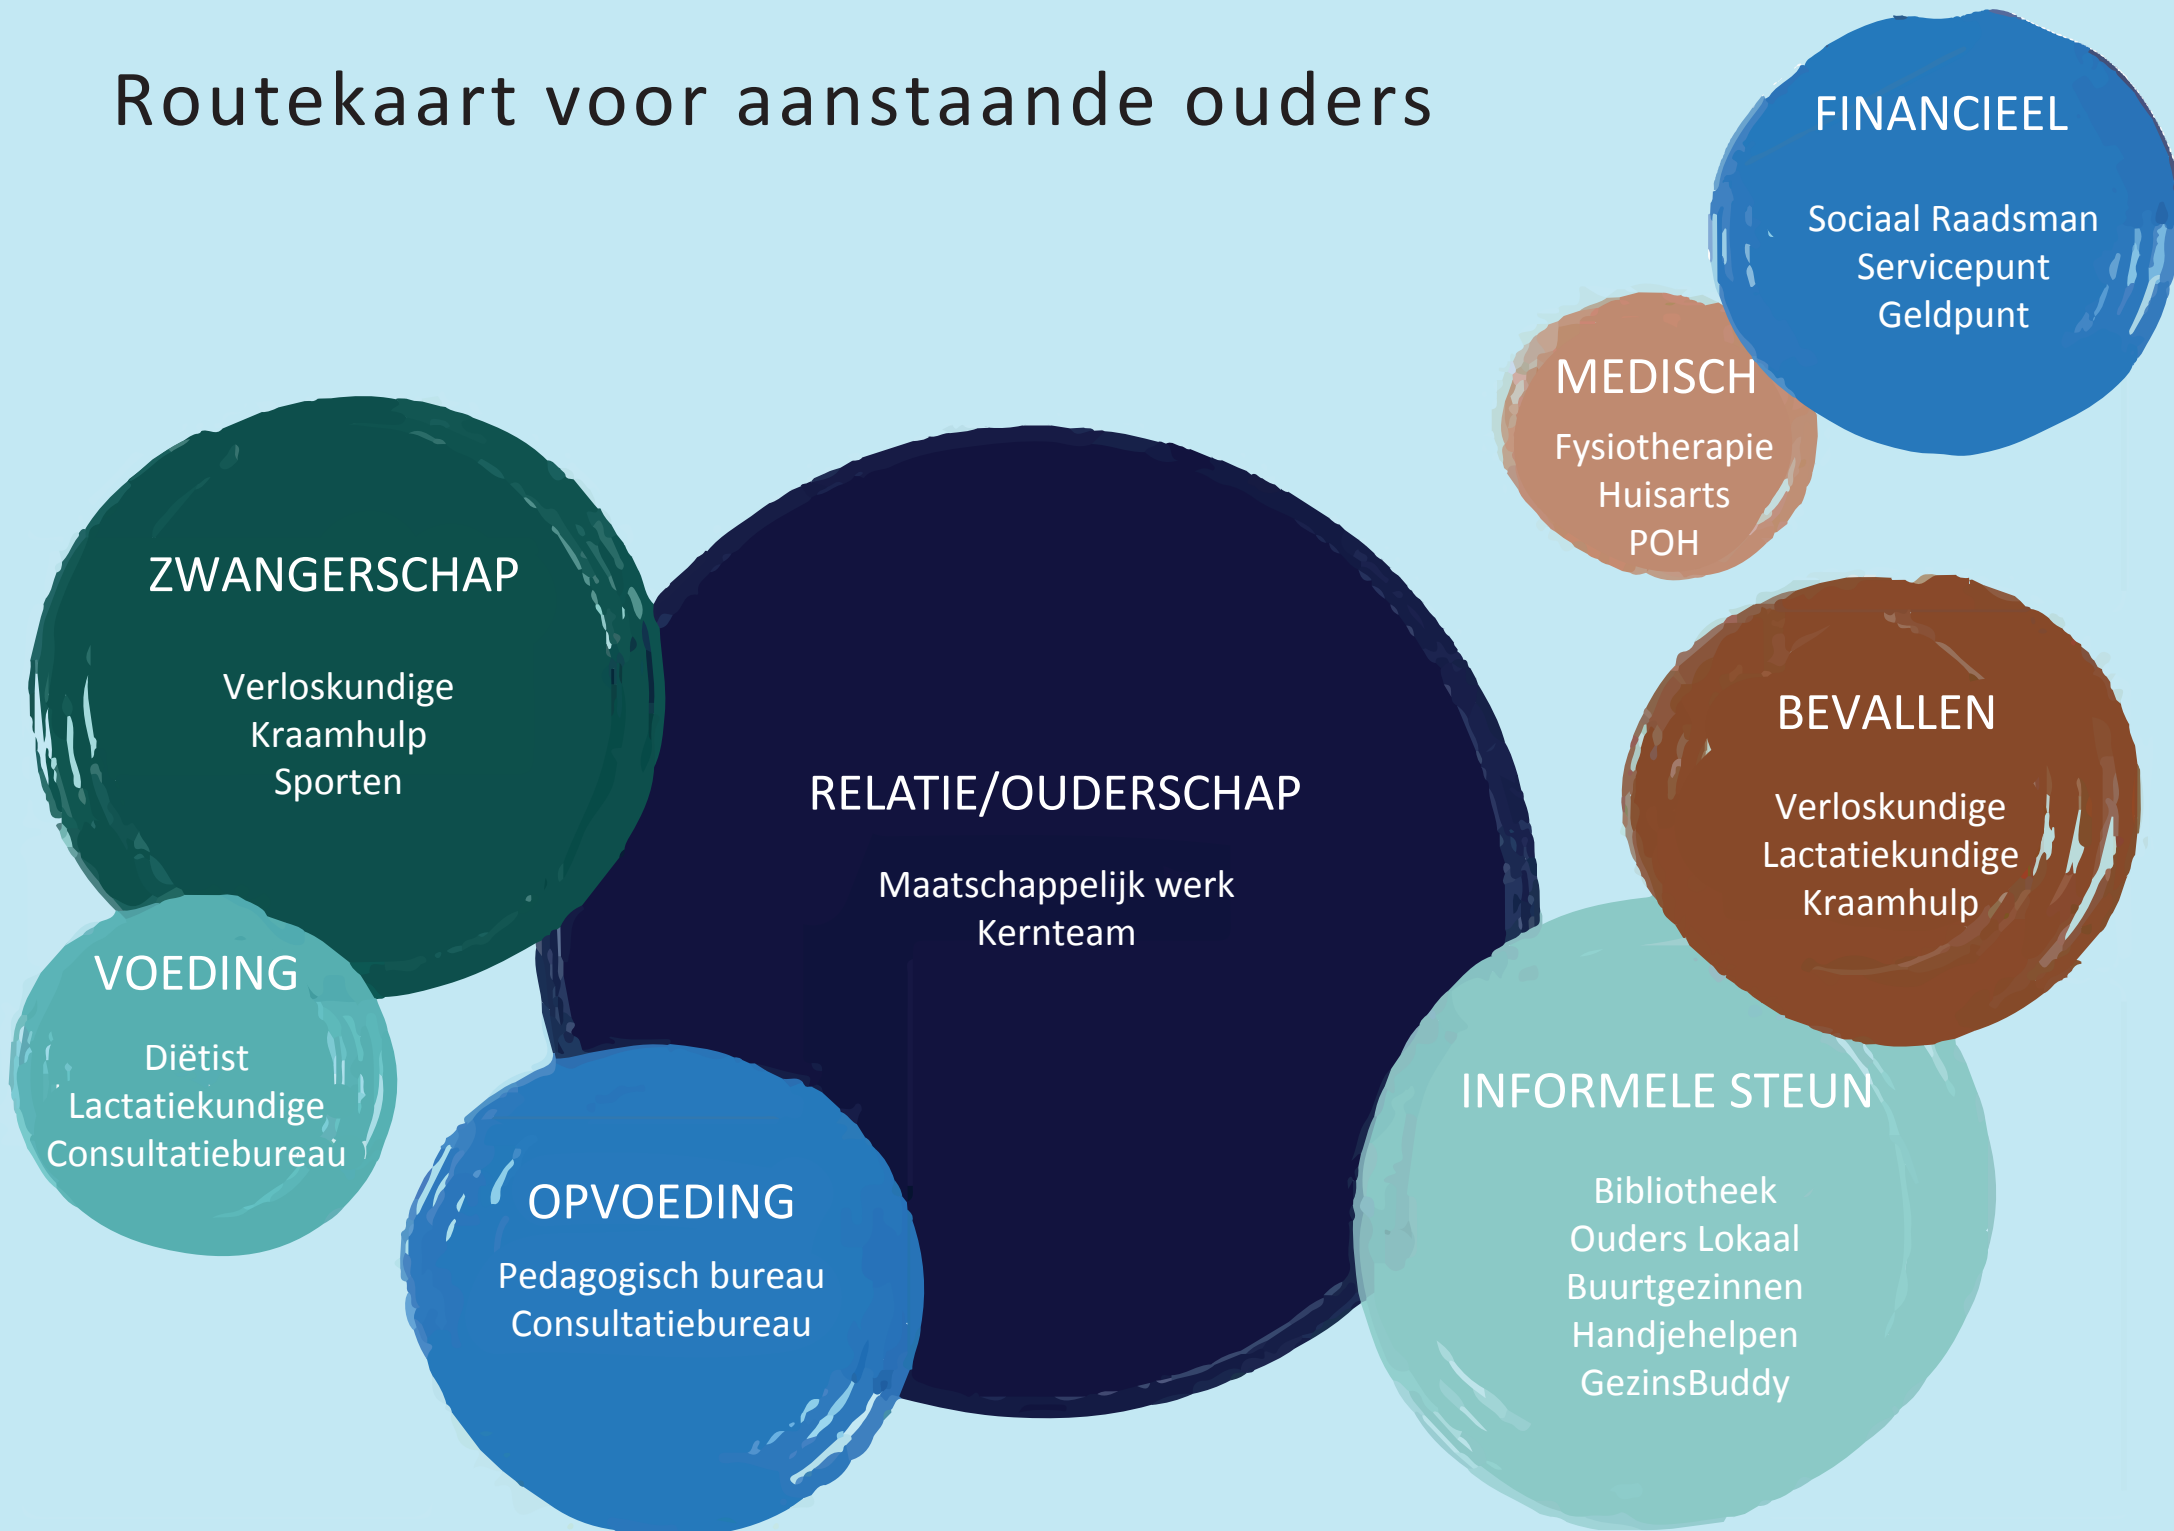 Routekaart voor aanstaande ouders
FINANCIEEL
Sociaal Raadsman
Servicepunt
Geldpunt
MEDISCH
Fysiotherapie
Huisarts
POH
ZWANGERSCHAP
Verloskundige
Kraamhulp
Sporten
RELATIE/OUDERSCHAP
Maatschappelijk werk
Kernteam
BEVALLEN
Verloskundige
Lactatiekundige
Kraamhulp
VOEDING
Diëtist
Lactatiekundige
Consultatiebureau
OPVOEDING
Pedagogisch bureau
Consultatiebureau
INFORMELE STEUN
Bibliotheek
Ouders Lokaal
Buurtgezinnen
Handjehelpen
GezinsBuddy